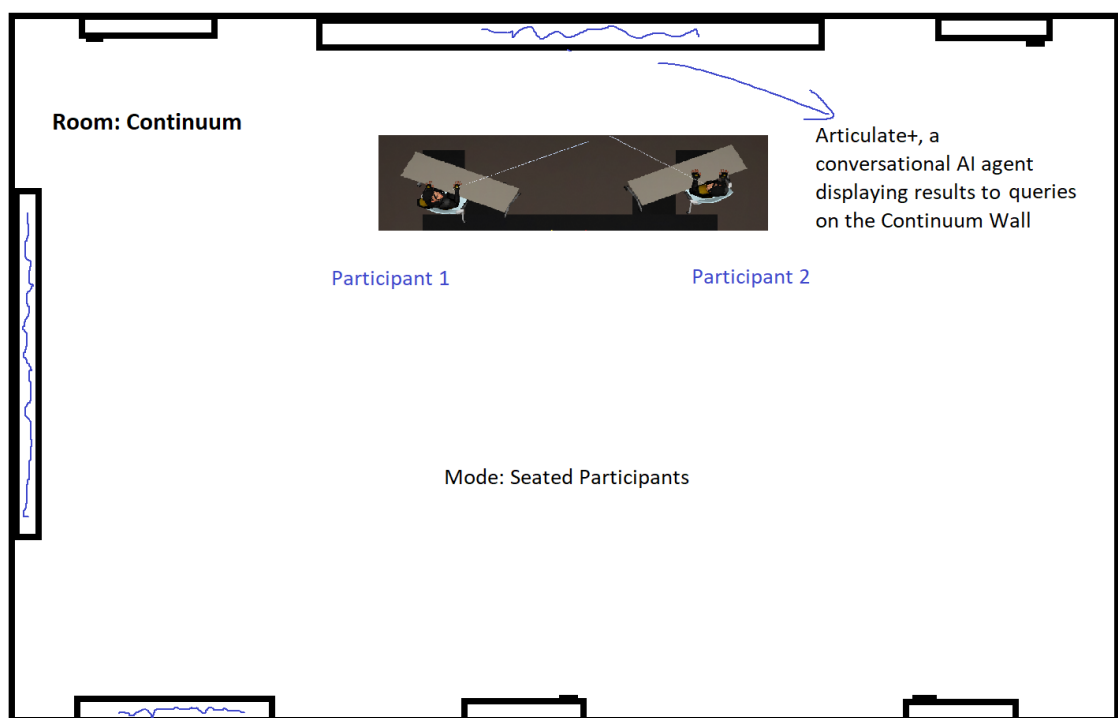 Room: Continuum
Articulate+, a
conversational AI agent
displaying results to queries
on the Continuum Wall
Participant 1
Participant 2
Mode: Seated Participants